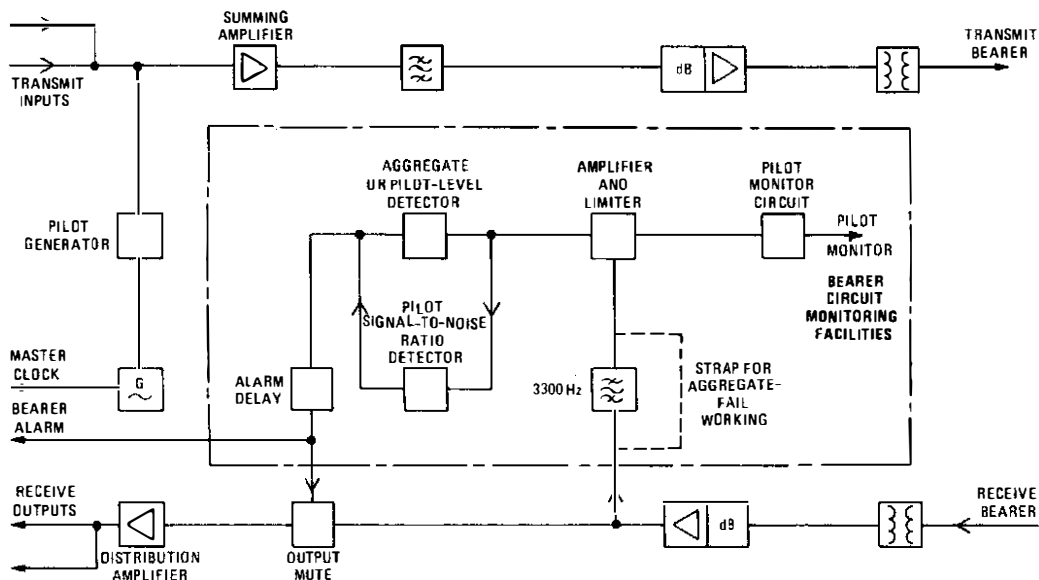 SUMMING
AMPLIFIER
TRANSMIT
BEARER
dB
TRANSMIT
INPUTS
AGGREGATE
OR PILOT-LEVEL
DETECTOR
AMPLIFIER
AND
LIMITER
PILOT
MONITOR
CIRCUIT
PILOT
GENERATOR
PILOT
MONITOR
BEARER
CIRCUIT
MONITORING
FACILITIES
PILOT
SIGNAL-TO-NOISE
RATIO
DETECTOR
MASTER
CLOCK
G
ALARM
DELAY
3300 Hz
STRAP FOR
AGGREGATE-
FAIL
WORKING
BEARER
ALARM
RECEIVE
OUTPUTS
dB
RECEIVE
BEARER
DISTRIBUTION
AMPLIFIER
OUTPUT
MUTE